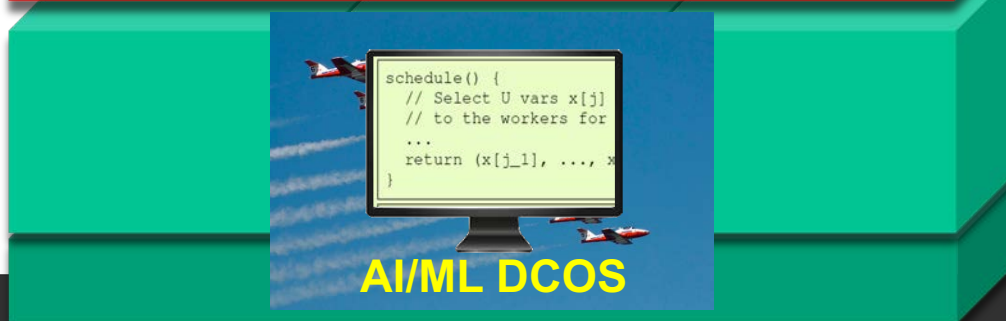 schedule() {
// Select U vars x[j]
// to the workers for
...
return (x[j_1], ...,
}
AI/ML DCOS